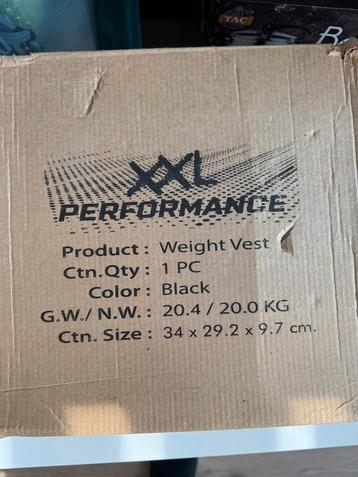 TAC
XXL
PERFORMANCE
Product : Weight Vest
Ctn.Qty : 1 PC
Color : Black
G.W./ N.W. : 20.4 / 20.0 KG
Ctn. Size : 34 x 29.2 x 9.7 cm.